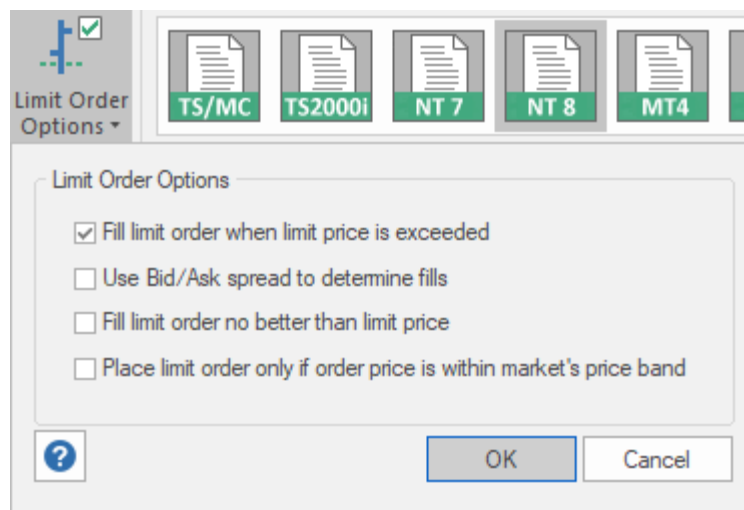 Limit Order
Options
TS/MC
TS2000i
NT 7
NT 8
MT4
Limit Order Options
Fill limit order when limit price is exceeded
Use Bid/Ask spread to determine fills
Fill limit order no better than limit price
Place limit order only if order price is within market's price band
?
OK
Cancel